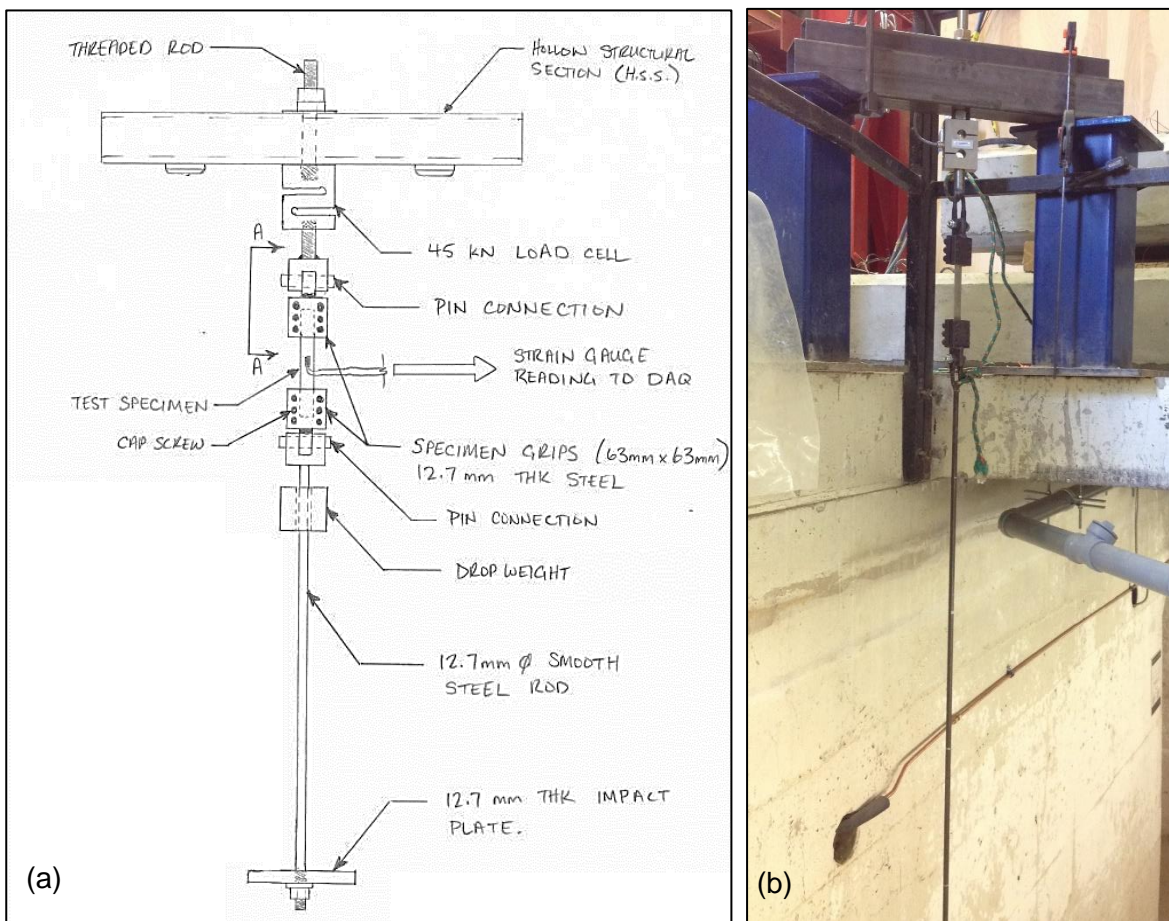 THREADED ROD
HOLLOW STRUCTURAL
SECTION (H.S.S.)
A
45 KN LOAD CELL
PIN CONNECTION
A
STRAIN GAUGE
READING TO DAQ
TEST SPECIMEN
CAP SCREW
SPECIMEN GRIPS (63mm x 63mm)
12.7 mm THK STEEL
PIN CONNECTION
DROP WEIGHT
12.7mm φ SMOOTH
STEEL ROD
12.7 mm THK IMPACT
PLATE.
(a)
(b)